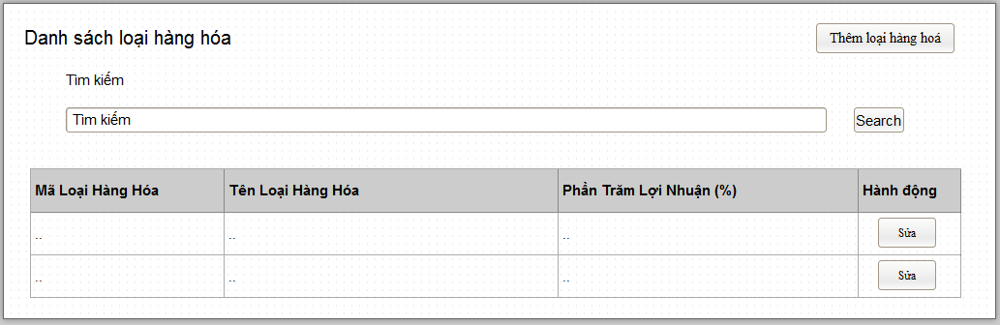 Danh sách loại hàng hóa
Thêm loại hàng hoá
Tìm kiếm
Tìm kiếm
Search
Mã Loại Hàng Hóa Tên Loại Hàng Hóa Phần Trăm Lợi Nhuận (%) Hành động
.. .. .. Sửa
.. .. .. Sửa